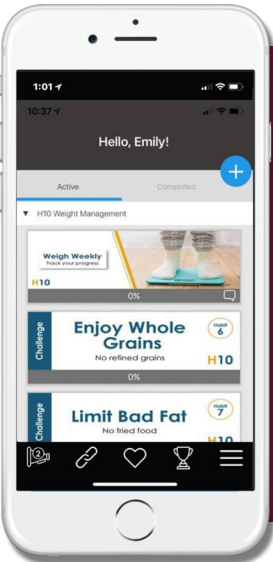 1:01
10:37
Hello, Emily!
+
Active
Completed
▼ H10 Weight Management
Weigh Weekly
Track your progress
H10
0%
Challenge
Enjoy Whole
Grains
No refined grains
Habit
6
H10
0%
Challenge
Limit Bad Fat
No fried food
Habit
7
H10
2